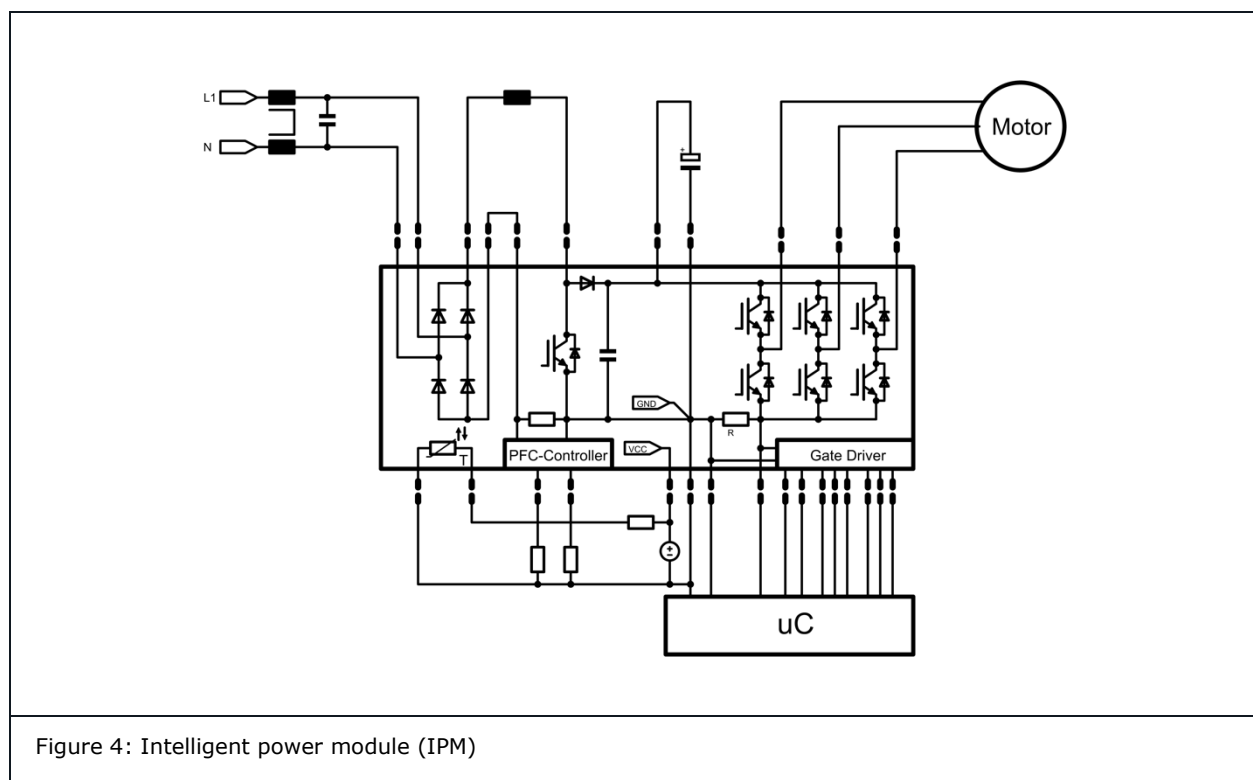 L1
N
Motor
+
GND
R
T
PFC-Controller
VCC
Gate Driver
uC
Figure 4: Intelligent power module (IPM)